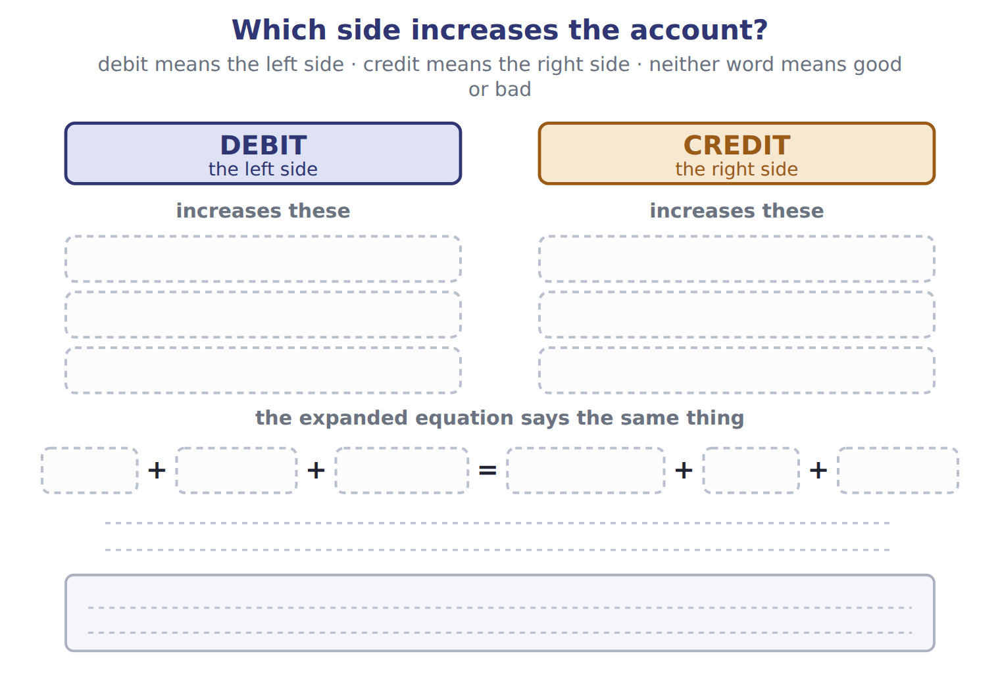 Which side increases the account?
debit means the left side · credit means the right side · neither word means good
or bad
DEBIT
the left side
CREDIT
the right side
increases these
increases these
the expanded equation says the same thing
+ + = + +